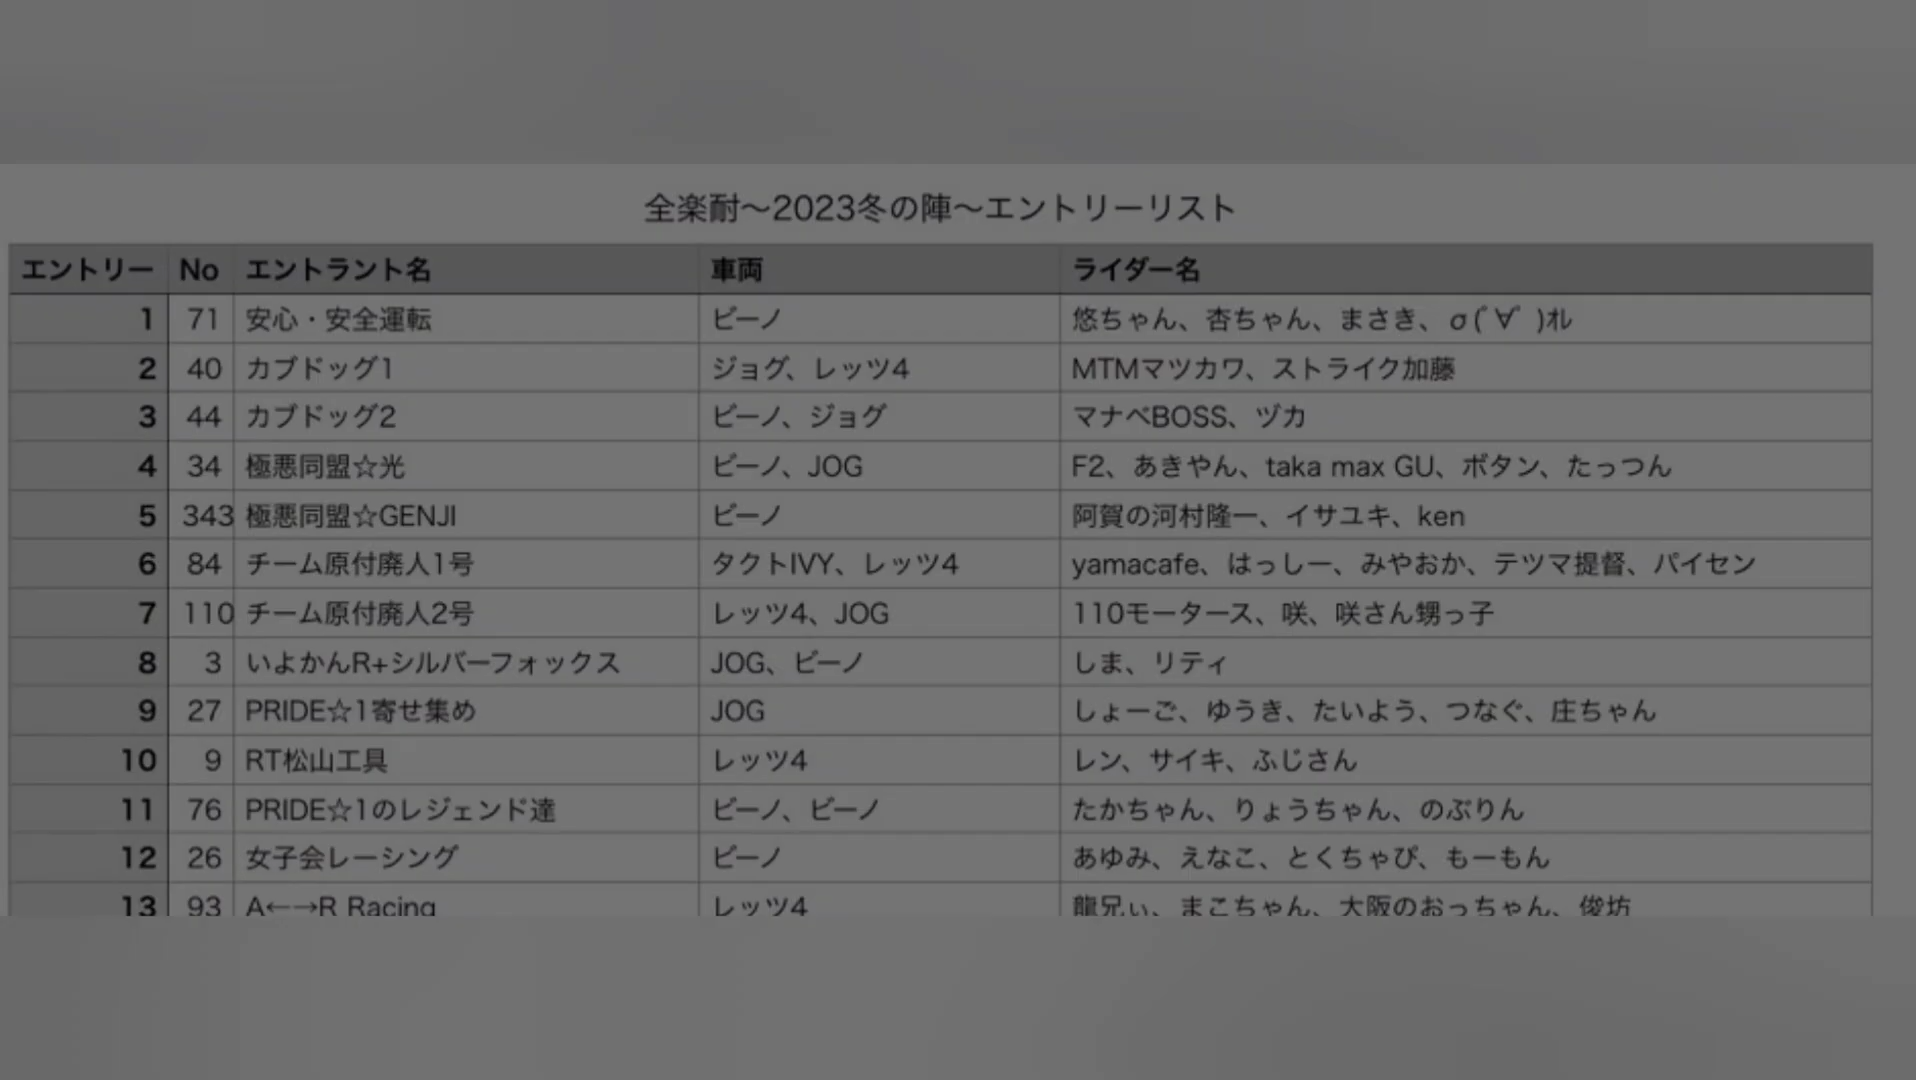 全楽耐〜2023冬の陣〜エントリーリスト
エントリー No エントラント名 車両 ライダー名
1 71 安心・安全運転 ビーノ 悠ちゃん、杏ちゃん、まさき、σ(ﾟ∀ﾟ )ｵﾚ
2 40 カブドッグ1 ジョグ、レッツ4 MTMマツカワ、ストライク加藤
3 44 カブドッグ2 ビーノ、ジョグ マナベBOSS、ヅカ
4 34 極悪同盟☆光 ビーノ、JOG F2、あきやん、taka max GU、ボタン、たっつん
5 343 極悪同盟☆GENJI ビーノ 阿賀の河村隆一、イサユキ、ken
6 84 チーム原付廃人1号 タクトIVY、レッツ4 yamacafe、はっしー、みやおか、テツマ提督、パイセン
7 110 チーム原付廃人2号 レッツ4、JOG 110モータース、咲、咲さん甥っ子
8 3 いよかんR+シルバーフォックス JOG、ビーノ しま、リティ
9 27 PRIDE☆1寄せ集め JOG しょーご、ゆうき、たいよう、つなぐ、庄ちゃん
10 9 RT松山工具 レッツ4 レン、サイキ、ふじさん
11 76 PRIDE☆1のレジェンド達 ビーノ、ビーノ たかちゃん、りょうちゃん、のぶりん
12 26 女子会レーシング ビーノ あゆみ、えなこ、とくちゃぴ、もーもん
13 93 A←→R Racing レッツ4 龍兄ぃ、まこちゃん、大阪のおっちゃん、俊坊